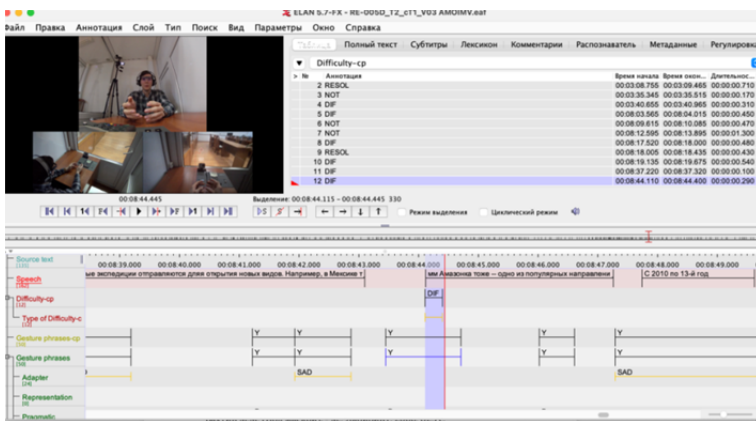 ELAN 5.7-FX - RE-005D_T2_c11_V03 AMOIMV.eaf
Файл Правка Аннотация Слой Тип Поиск Вид Параметры Окно Справка
Таблица Полный текст Субтитры Лексикон Комментарии Распознаватель Метаданные Регулировка
Difficulty-cp
> № Аннотация Время начала Время окон... Длительнос...
2 RESOL 00:03:08.755 00:03:09.465 00:00:00.710
3 NOT 00:03:35.345 00:03:35.515 00:00:00.170
4 DIF 00:03:40.655 00:03:40.965 00:00:00.310
5 DIF 00:08:03.565 00:08:04.015 00:00:00.450
6 NOT 00:08:09.615 00:08:10.085 00:00:00.470
7 NOT 00:08:12.595 00:08:13.895 00:00:01.300
8 DIF 00:08:17.520 00:08:18.000 00:00:00.480
9 RESOL 00:08:18.005 00:08:18.435 00:00:00.430
10 DIF 00:08:19.135 00:08:19.675 00:00:00.540
11 DIF 00:08:37.220 00:08:37.320 00:00:00.100
12 DIF 00:08:44.110 00:08:44.400 00:00:00.290
00:08:44.445 Выделение: 00:08:44.115 - 00:08:44.445 330
Режим выделения Циклический режим
00:08:39.000 00:08:40.000 00:08:41.000 00:08:42.000 00:08:43.000 00:08:44.000 00:08:45.000 00:08:46.000 00:08:47.000 00:08:48.000 00:08:49.000
Source text
Speech ые экспедиции отправляются для открытия новых видов. Например, в Мексике т мм Амазонка тоже -- одно из популярных направлени С 2010 по 13-й год
Difficulty-cp DIF
Type of Difficulty-c
Gesture phrases-cp Y Y Y Y Y
Gesture phrases Y Y Y Y Y
Adapter SAD SAD
Representation
Pragmatic